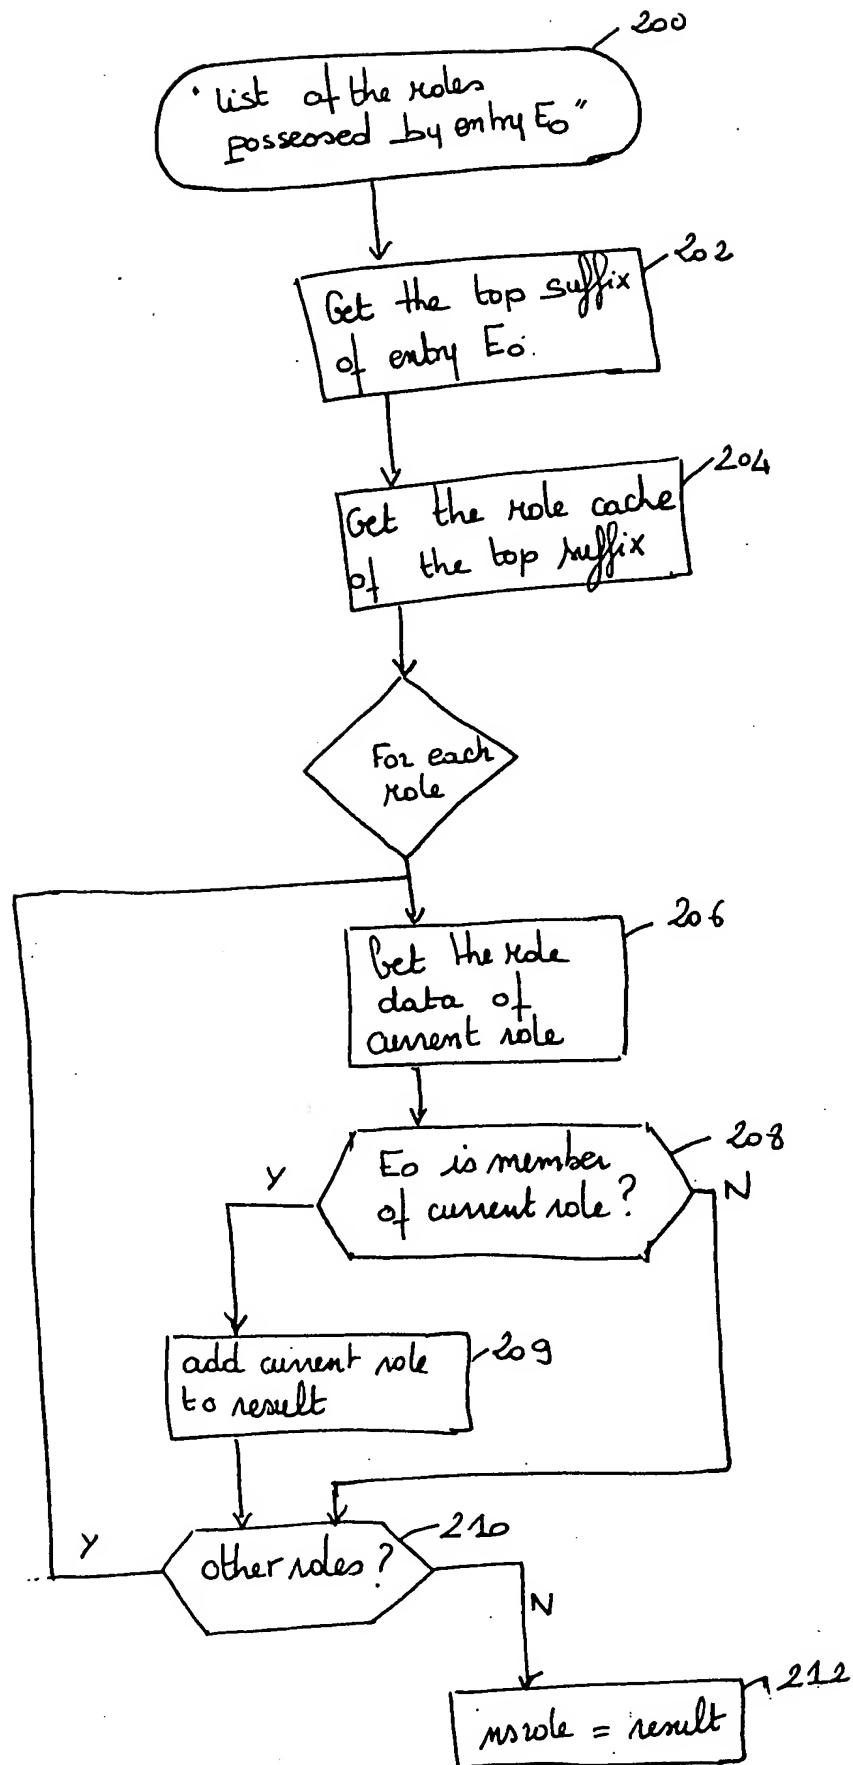 200
"list of the roles
possessed by entry E0"
202
Get the top suffix
of entry E0.
204
Get the role cache
of the top suffix
For each
role
206
Get the role
data of
current role
208
E0 is member
of current role?
Y
N
209
add current role
to result
210
other roles?
Y
N
212
nsrole = result